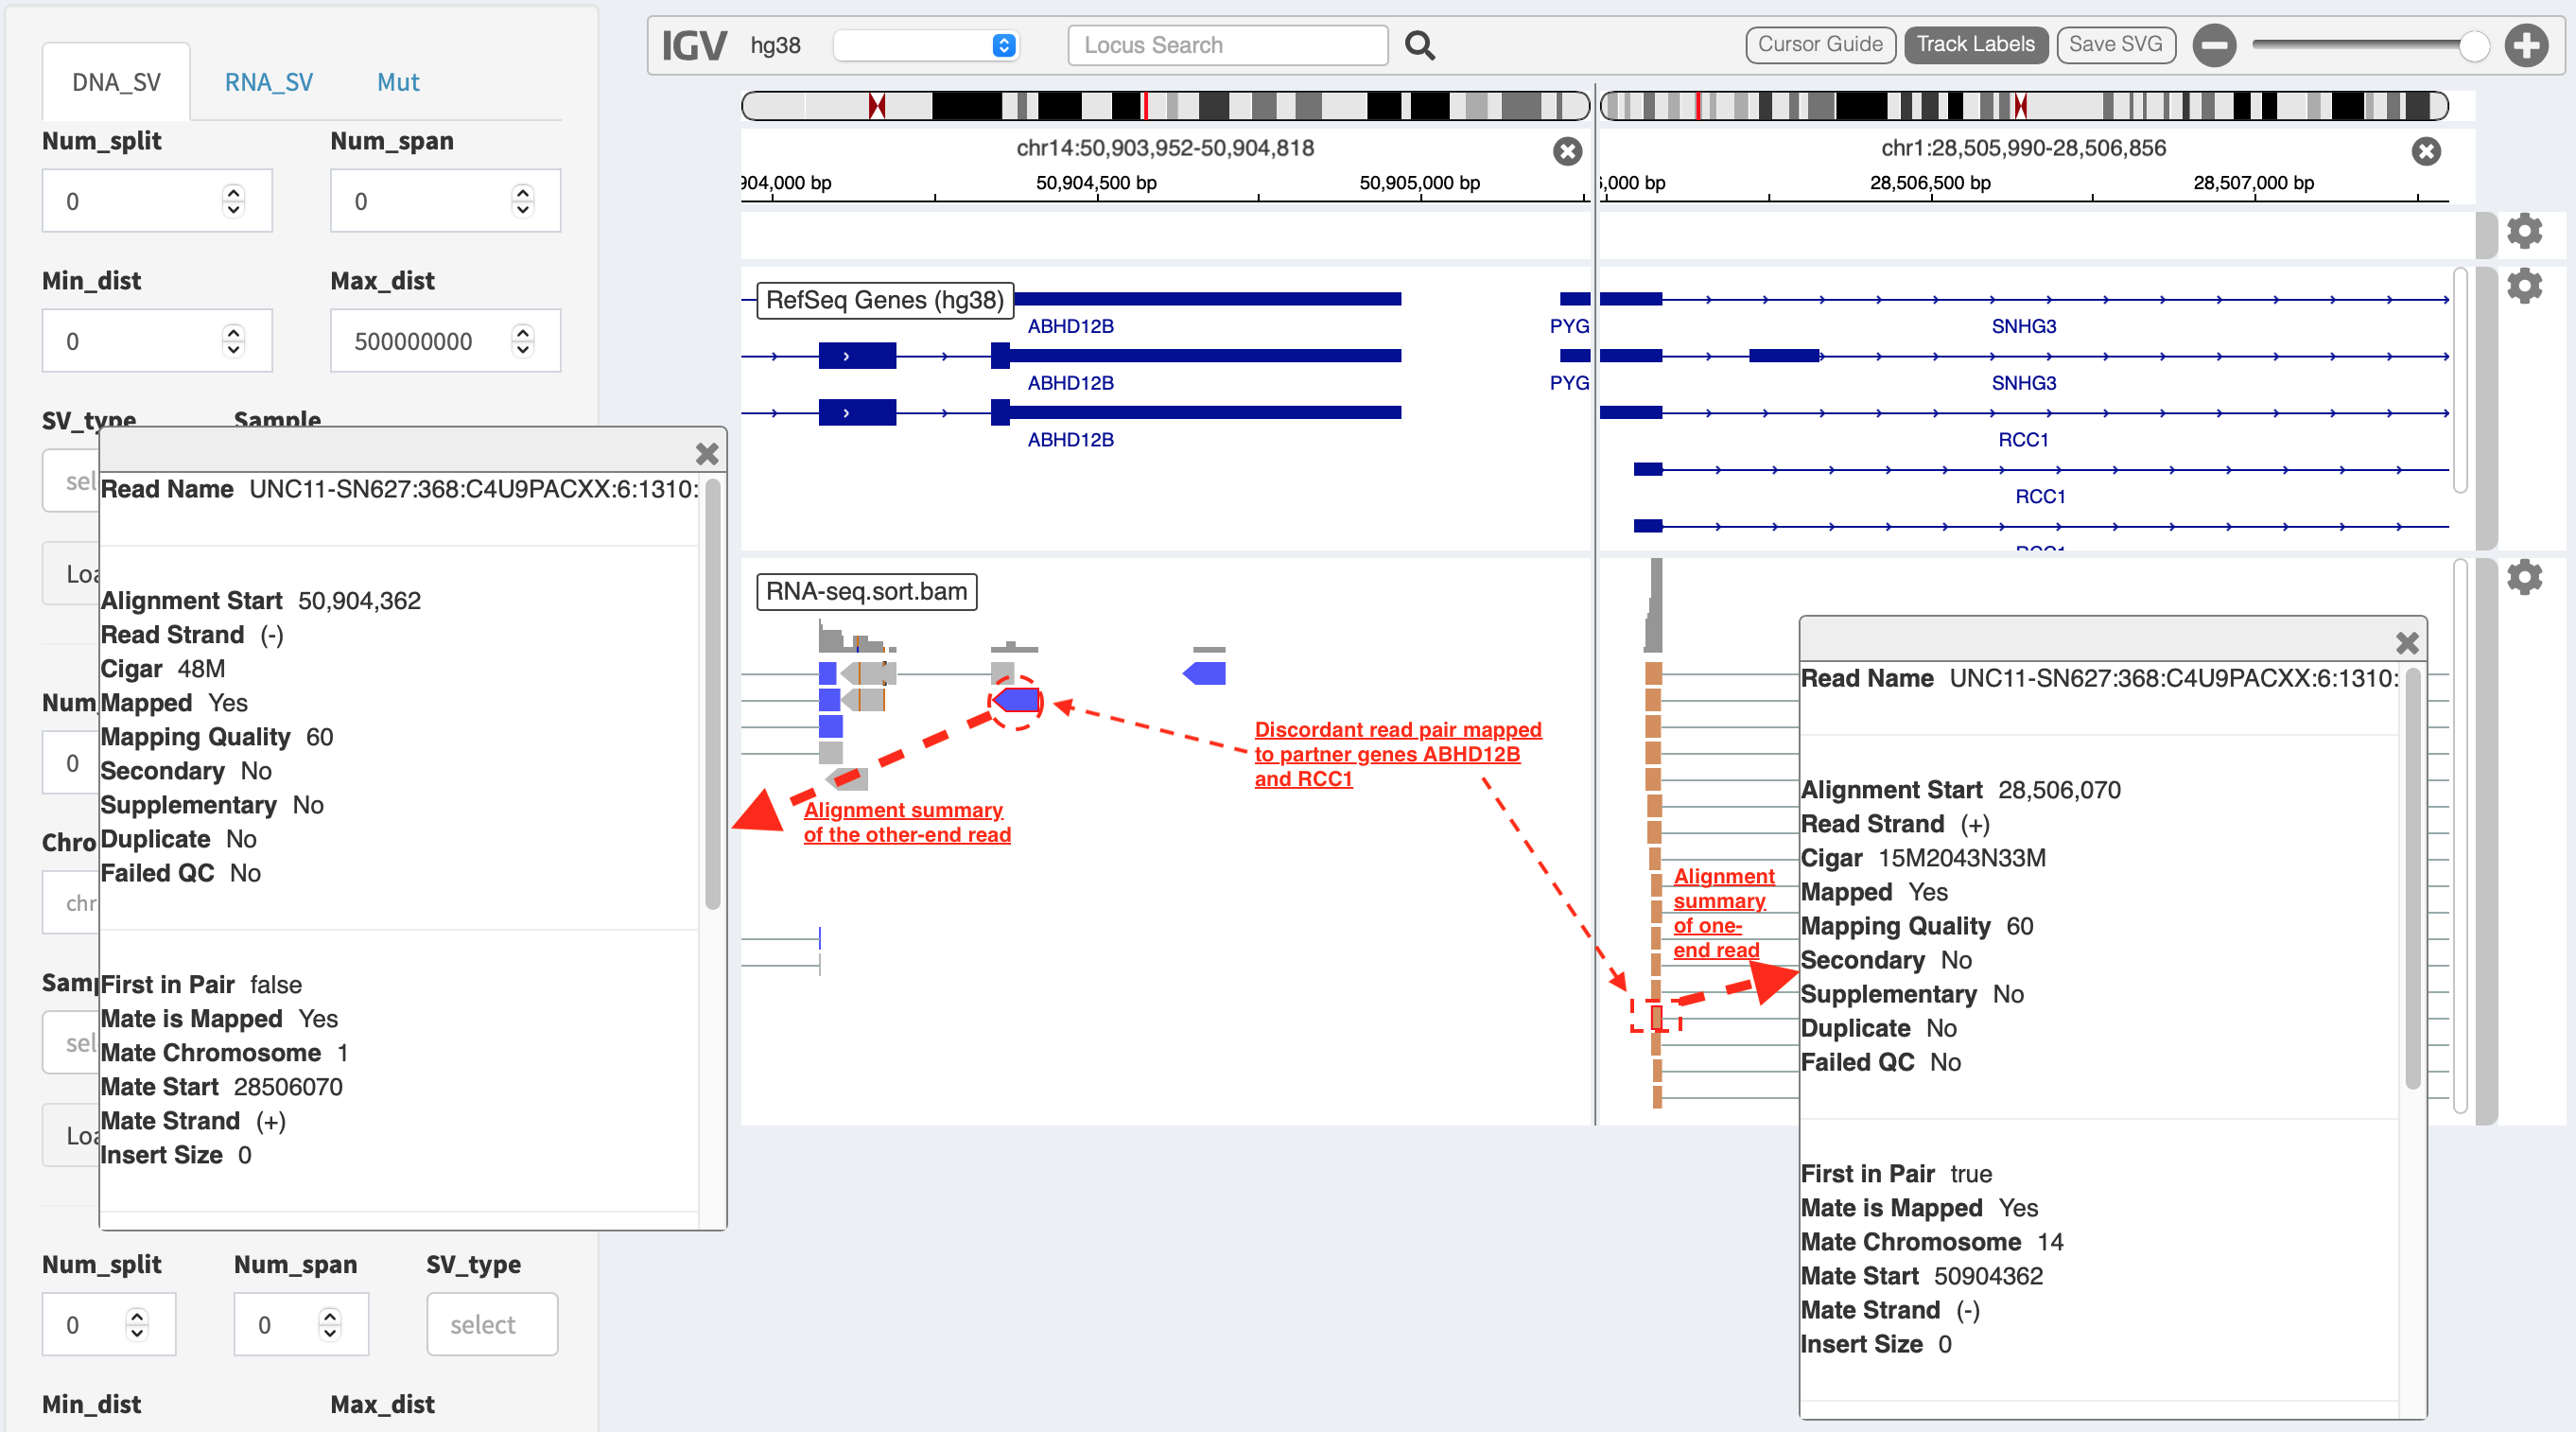 DNA_SV RNA_SV Mut
Num_split Num_span
0 0
Min_dist Max_dist
0 500000000
SV_type Sample
sel
Loa
Num
0
Chro
chr
Samp
sel
Loa
Num_split Num_span SV_type
0 0 select
Min_dist Max_dist
Read Name UNC11-SN627:368:C4U9PACXX:6:1310:
Alignment Start 50,904,362
Read Strand (-)
Cigar 48M
Mapped Yes
Mapping Quality 60
Secondary No
Supplementary No
Duplicate No
Failed QC No
First in Pair false
Mate is Mapped Yes
Mate Chromosome 1
Mate Start 28506070
Mate Strand (+)
Insert Size 0
IGV hg38 Locus Search Cursor Guide Track Labels Save SVG
chr14:50,903,952-50,904,818 chr1:28,505,990-28,506,856
904,000 bp 50,904,500 bp 50,905,000 bp 6,000 bp 28,506,500 bp 28,507,000 bp
RefSeq Genes (hg38)
ABHD12B PYG SNHG3
ABHD12B PYG SNHG3
ABHD12B RCC1
RCC1
RCC1
RNA-seq.sort.bam
Discordant read pair mapped
to partner genes ABHD12B
and RCC1
Alignment summary
of the other-end read
Alignment
summary
of one-
end read
Read Name UNC11-SN627:368:C4U9PACXX:6:1310:
Alignment Start 28,506,070
Read Strand (+)
Cigar 15M2043N33M
Mapped Yes
Mapping Quality 60
Secondary No
Supplementary No
Duplicate No
Failed QC No
First in Pair true
Mate is Mapped Yes
Mate Chromosome 14
Mate Start 50904362
Mate Strand (-)
Insert Size 0